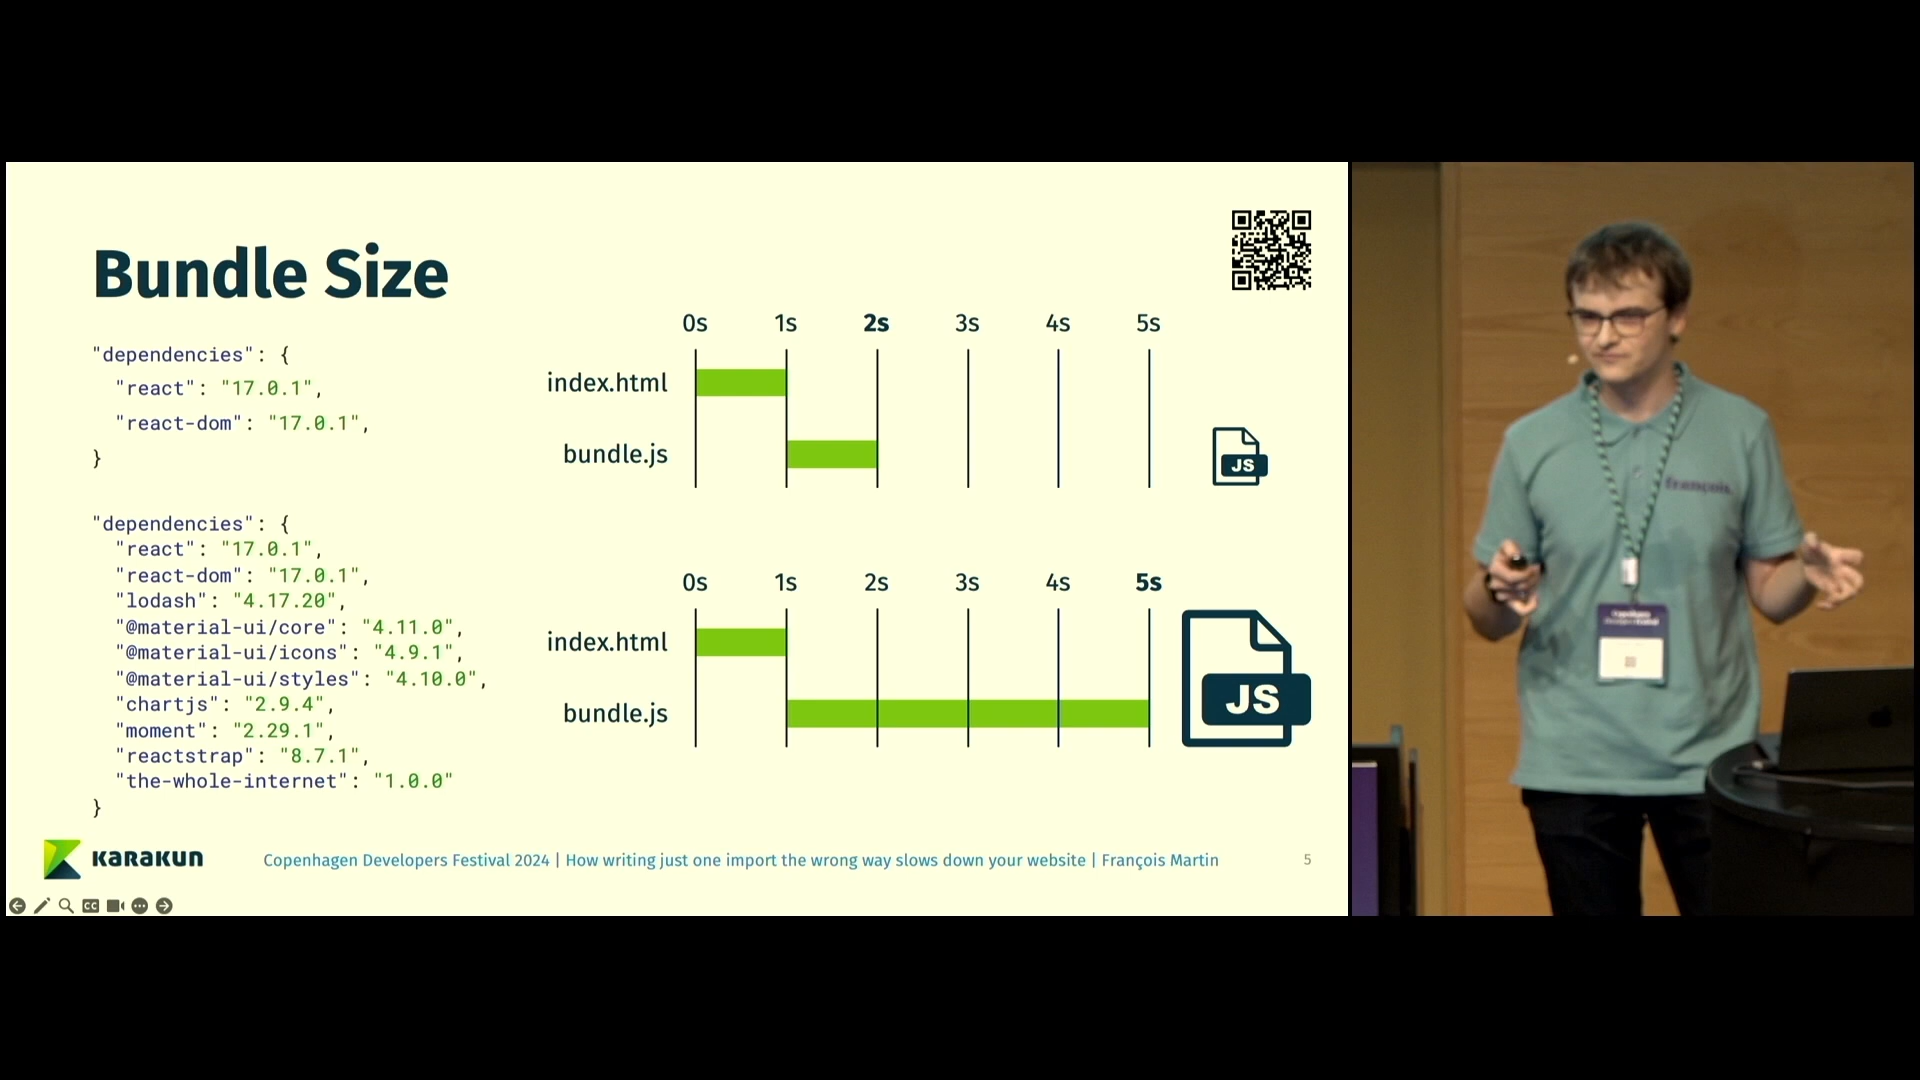 Bundle Size
"dependencies": {
"react": "17.0.1",
"react-dom": "17.0.1",
}
0s 1s 2s 3s 4s 5s
index.html
bundle.js
JS
"dependencies": {
"react": "17.0.1",
"react-dom": "17.0.1",
"lodash": "4.17.20",
"@material-ui/core": "4.11.0",
"@material-ui/icons": "4.9.1",
"@material-ui/styles": "4.10.0",
"chartjs": "2.9.4",
"moment": "2.29.1",
"reactstrap": "8.7.1",
"the-whole-internet": "1.0.0"
}
0s 1s 2s 3s 4s 5s
index.html
bundle.js
JS
KARAKUN
Copenhagen Developers Festival 2024 | How writing just one import the wrong way slows down your website | François Martin
5
CC
françois.